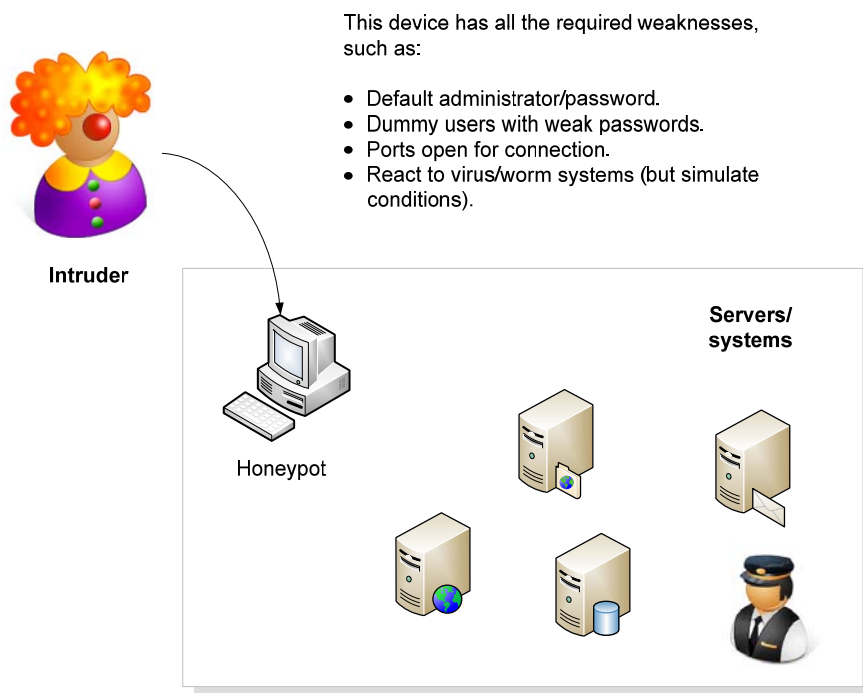 This device has all the required weaknesses,
such as:
• Default administrator/password.
• Dummy users with weak passwords.
• Ports open for connection.
• React to virus/worm systems (but simulate
conditions).
Intruder
Servers/
systems
Honeypot